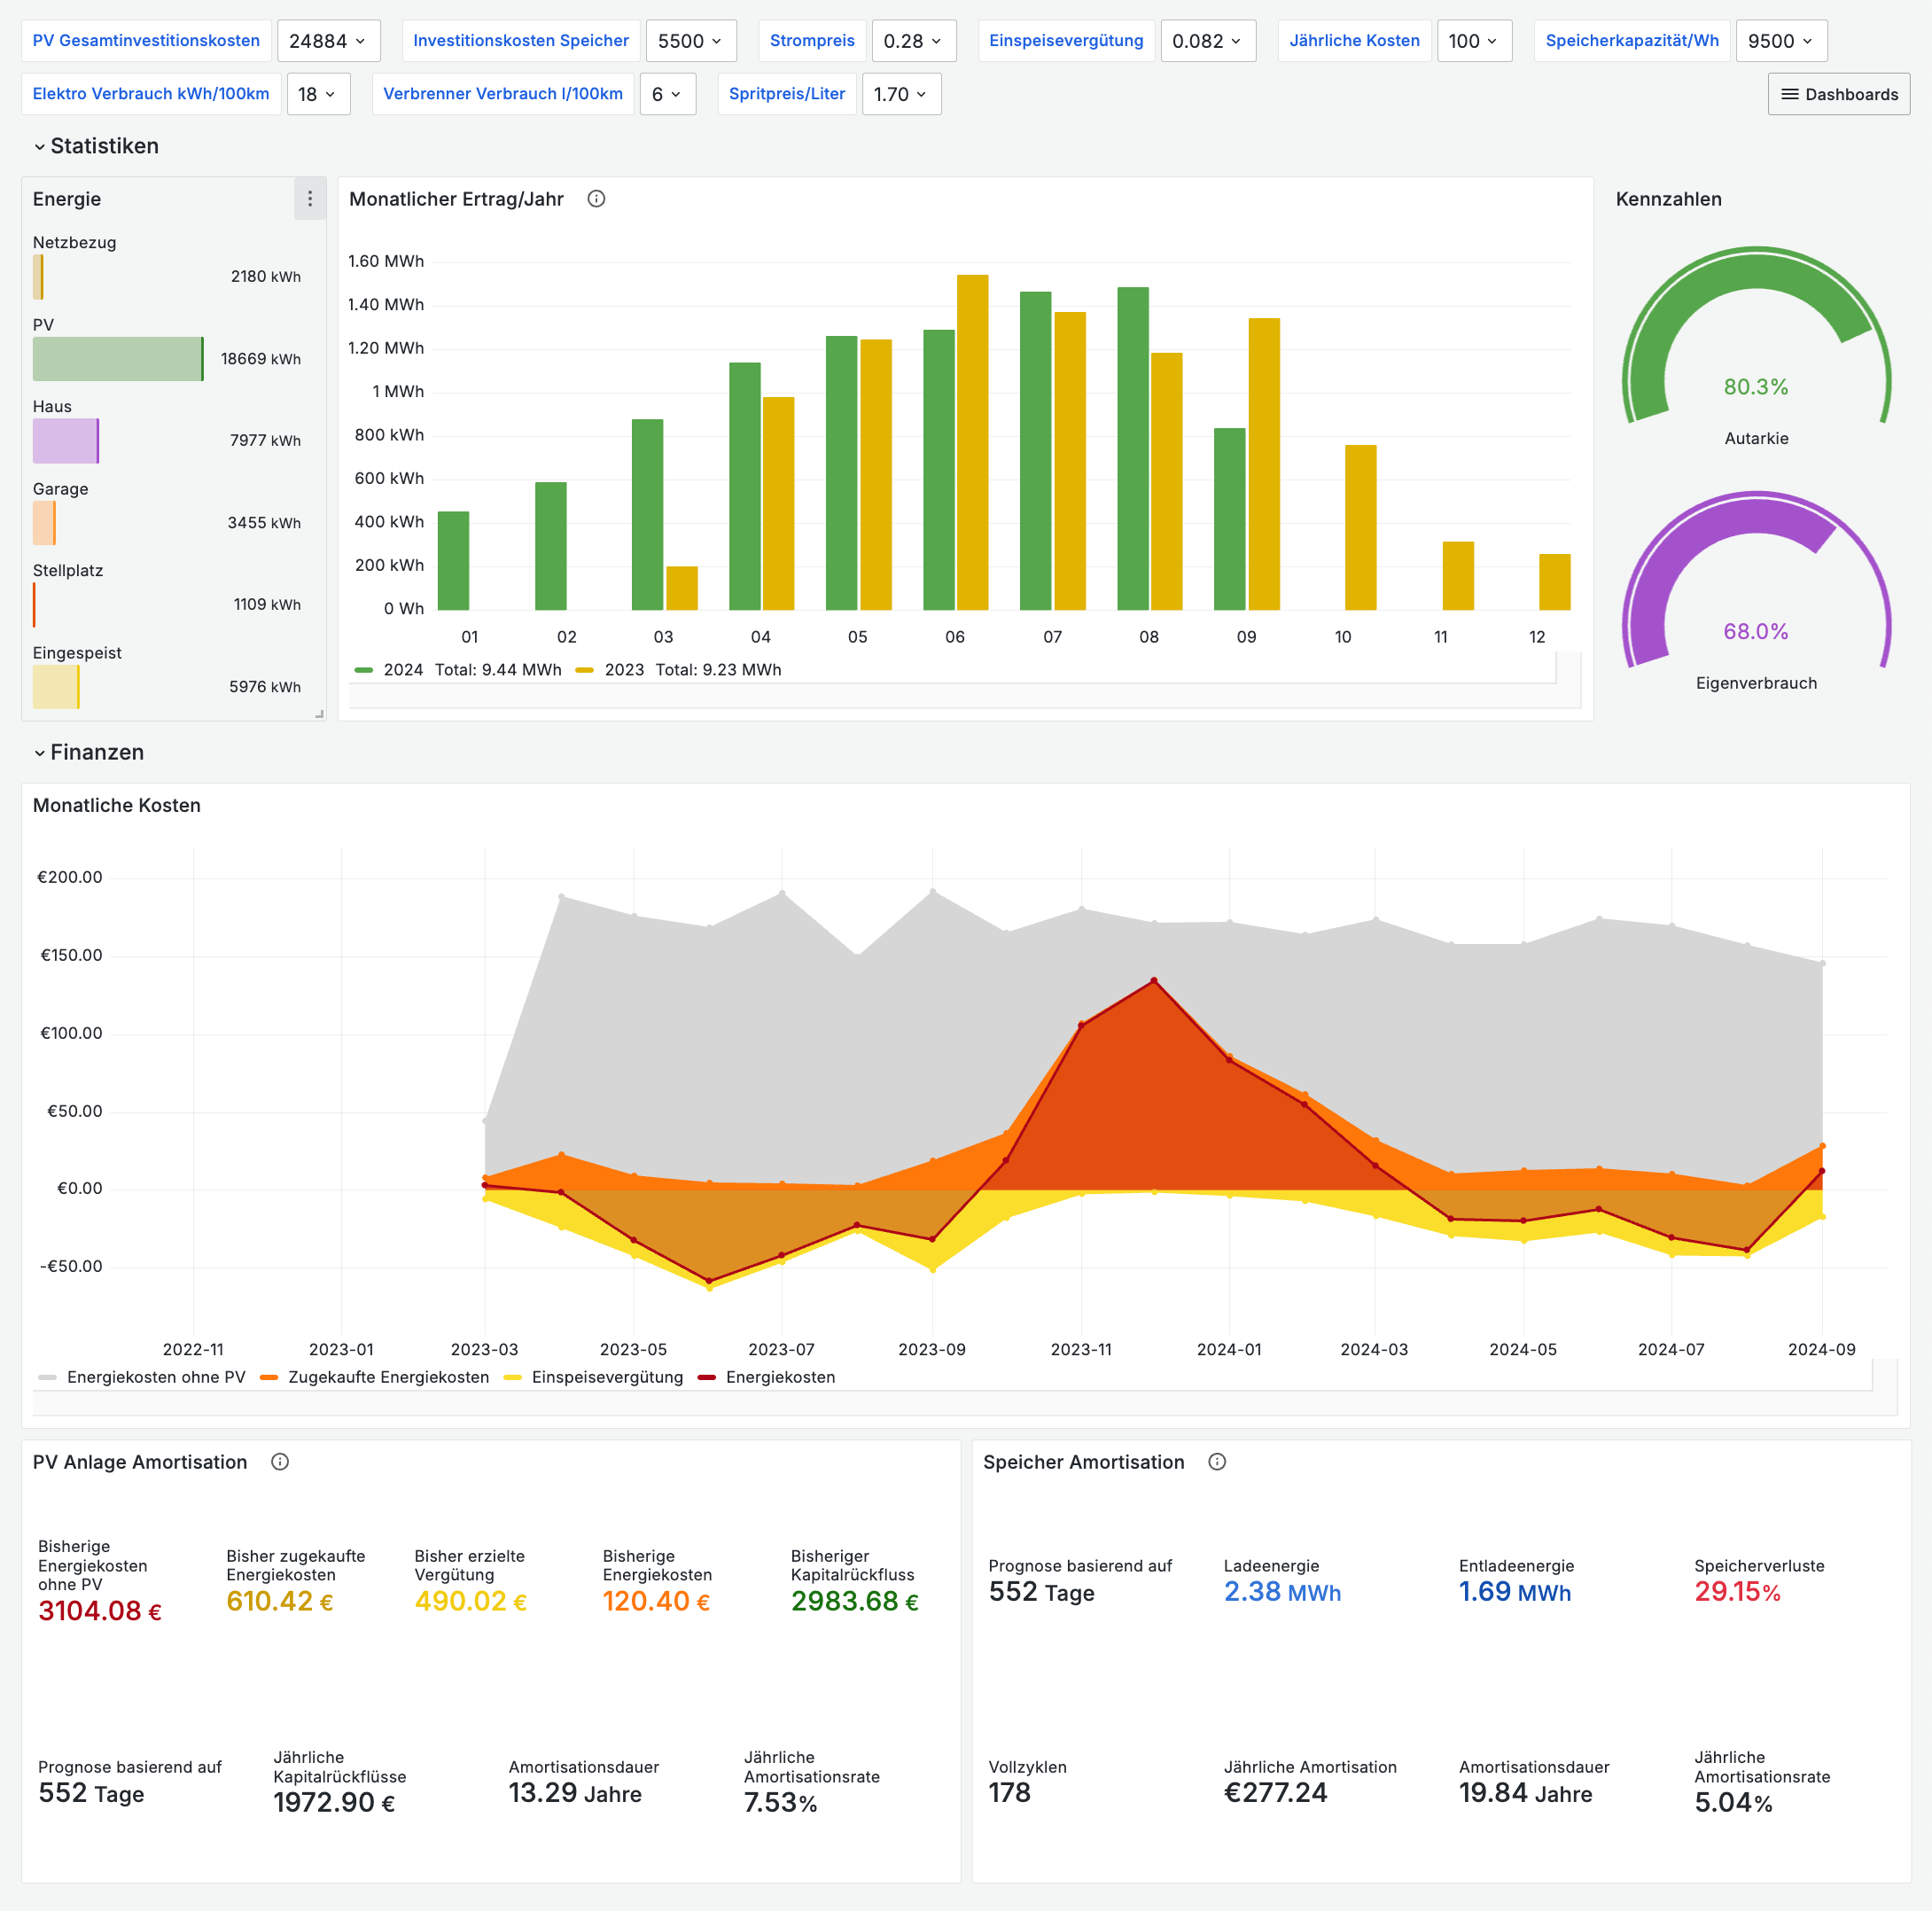 PV Gesamtinvestitionskosten 24884 Investitionskosten Speicher 5500 Strompreis 0.28 Einspeisevergütung 0.082 Jährliche Kosten 100 Speicherkapazität/Wh 9500
Elektro Verbrauch kWh/100km 18 Verbrenner Verbrauch l/100km 6 Spritpreis/Liter 1.70 Dashboards
Statistiken
Energie
Netzbezug
2180 kWh
PV
18669 kWh
Haus
7977 kWh
Garage
3455 kWh
Stellplatz
1109 kWh
Eingespeist
5976 kWh
Monatlicher Ertrag/Jahr
1.60 MWh
1.40 MWh
1.20 MWh
1 MWh
800 kWh
600 kWh
400 kWh
200 kWh
0 Wh
01 02 03 04 05 06 07 08 09 10 11 12
2024 Total: 9.44 MWh 2023 Total: 9.23 MWh
Kennzahlen
80.3%
Autarkie
68.0%
Eigenverbrauch
Finanzen
Monatliche Kosten
€200.00
€150.00
€100.00
€50.00
€0.00
-€50.00
2022-11 2023-01 2023-03 2023-05 2023-07 2023-09 2023-11 2024-01 2024-03 2024-05 2024-07 2024-09
Energiekosten ohne PV Zugekaufte Energiekosten Einspeisevergütung Energiekosten
PV Anlage Amortisation
Bisherige
Energiekosten
ohne PV
3104.08 €
Bisher zugekaufte
Energiekosten
610.42 €
Bisher erzielte
Vergütung
490.02 €
Bisherige
Energiekosten
120.40 €
Bisheriger
Kapitalrückfluss
2983.68 €
Prognose basierend auf
552 Tage
Jährliche
Kapitalrückflüsse
1972.90 €
Amortisationsdauer
13.29 Jahre
Jährliche
Amortisationsrate
7.53%
Speicher Amortisation
Prognose basierend auf
552 Tage
Ladeenergie
2.38 MWh
Entladeenergie
1.69 MWh
Speicherverluste
29.15%
Vollzyklen
178
Jährliche Amortisation
€277.24
Amortisationsdauer
19.84 Jahre
Jährliche
Amortisationsrate
5.04%